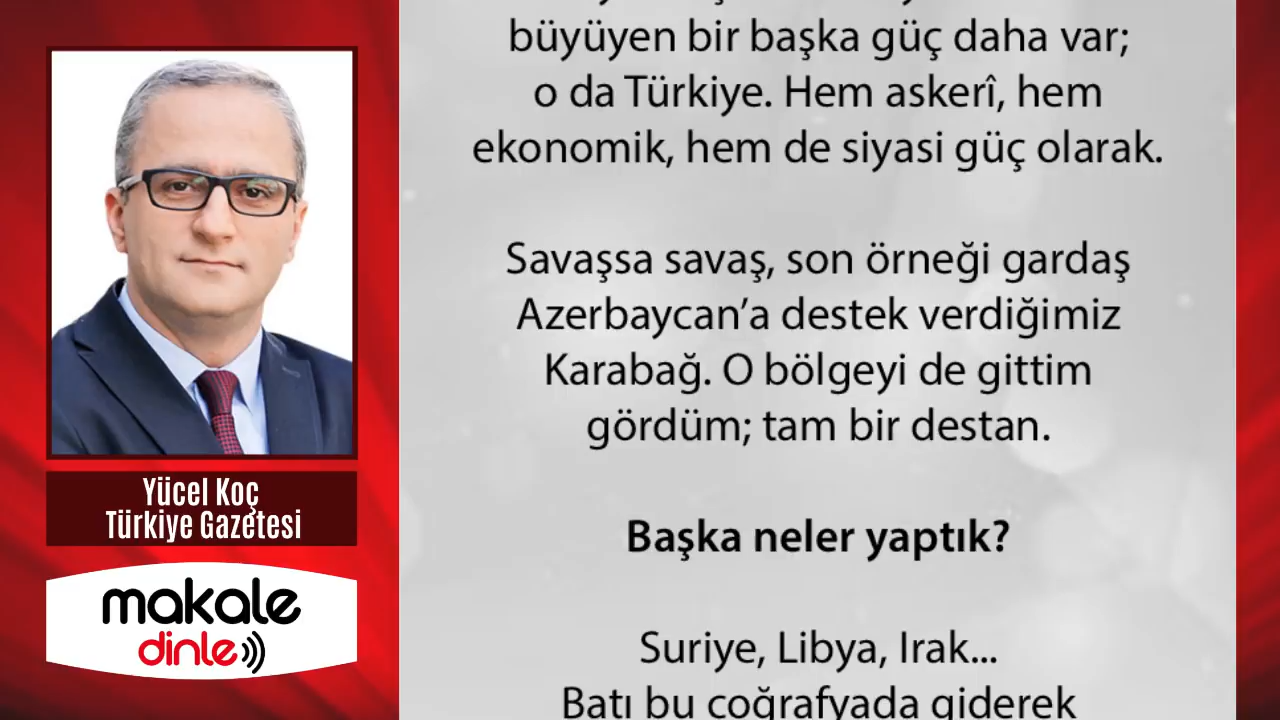 büyüyen bir başka güç daha var;
o da Türkiye. Hem askerî, hem
ekonomik, hem de siyasi güç olarak.
Savaşsa savaş, son örneği gardaş
Azerbaycan’a destek verdiğimiz
Karabağ. O bölgeyi de gittim
gördüm; tam bir destan.
Başka neler yaptık?
Suriye, Libya, Irak...
Batı bu coğrafyada giderek
Yücel Koç
Türkiye Gazetesi
makale
dinle